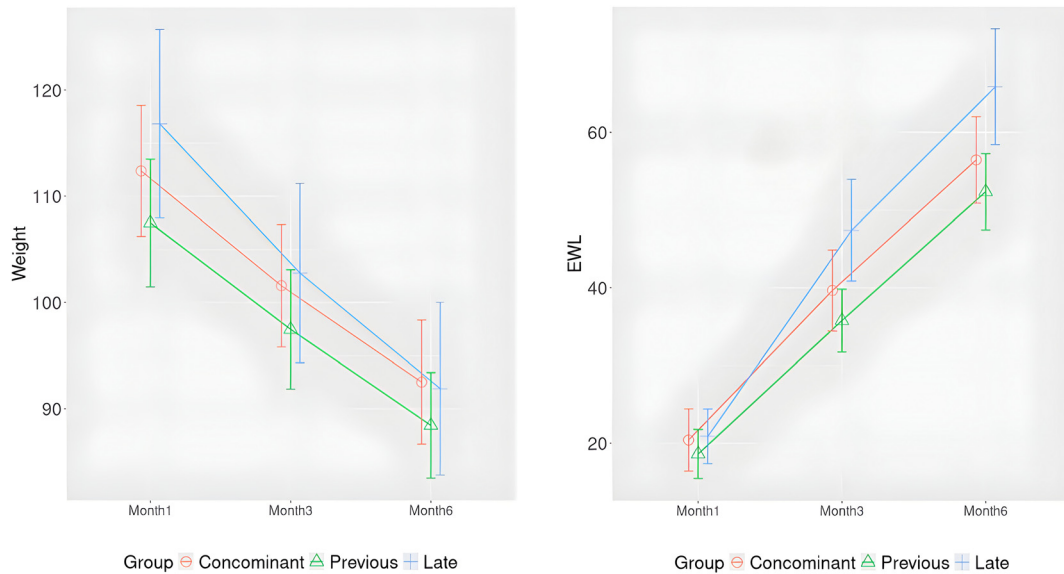 Weight
120
110
100
90
Month1 Month3 Month6
Group Concominant Previous Late
EWL
60
40
20
Month1 Month3 Month6
Group Concominant Previous Late